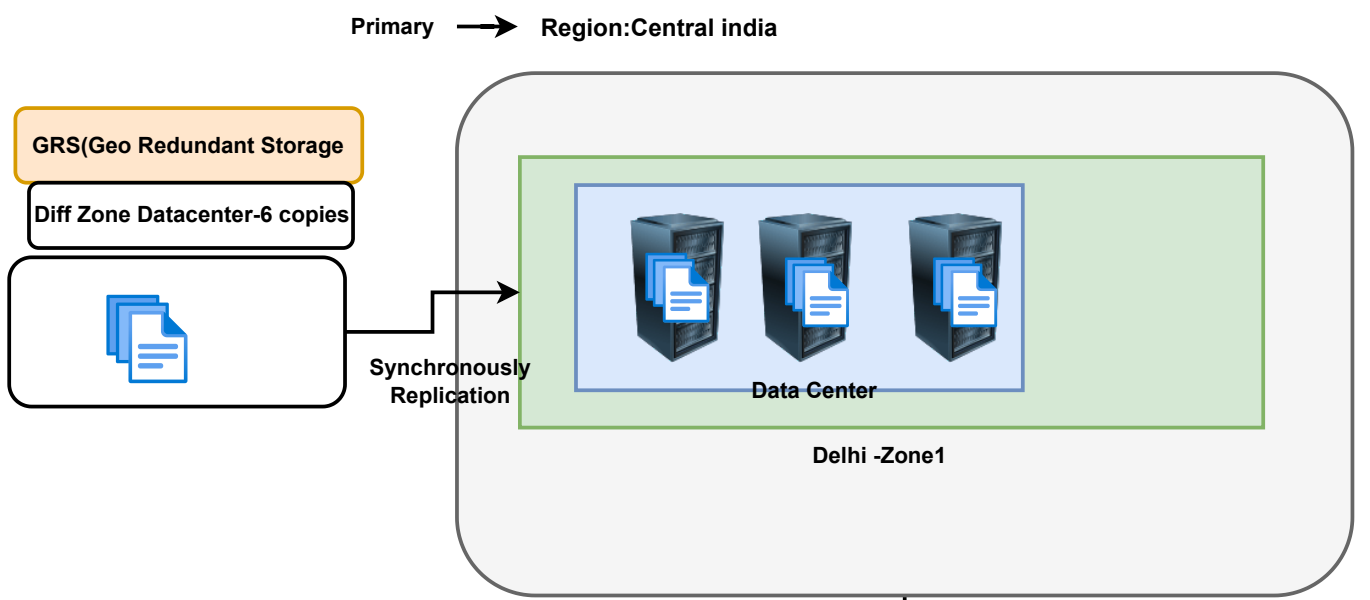 Primary
Region:Central india
GRS(Geo Redundant Storage
Diff Zone Datacenter-6 copies
Synchronously
Replication
Data Center
Delhi -Zone1